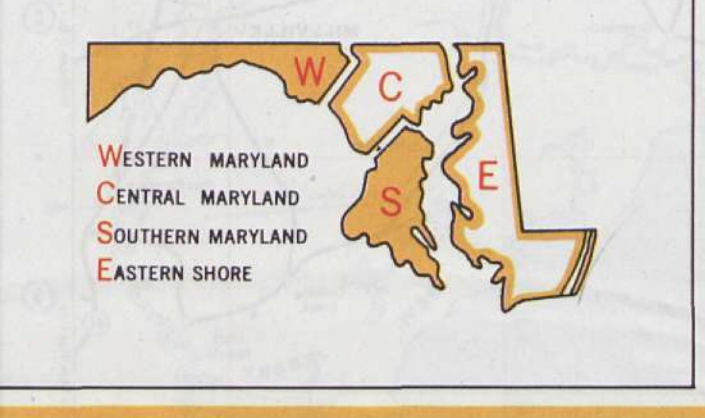 W
C
S
E
WESTERN MARYLAND
CENTRAL MARYLAND
SOUTHERN MARYLAND
EASTERN SHORE